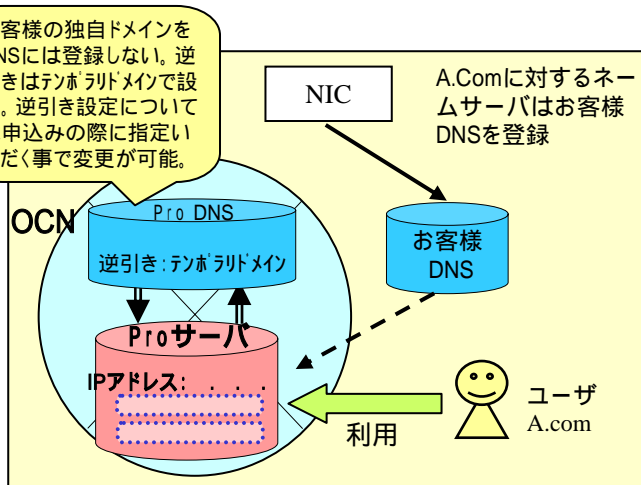 客様の独自ドメインを
NSには登録しない。逆
きはテンポラリドメインで設
。逆引き設定について
申込みの際に指定い
だく事で変更が可能。
NIC
A.Comに対するネー
ムサーバはお客様
DNSを登録
OCN
Pro DNS
逆引き:テンポラリドメイン
お客様
DNS
Proサーバ
IPアドレス: . . .
ユーザ
A.com
利用